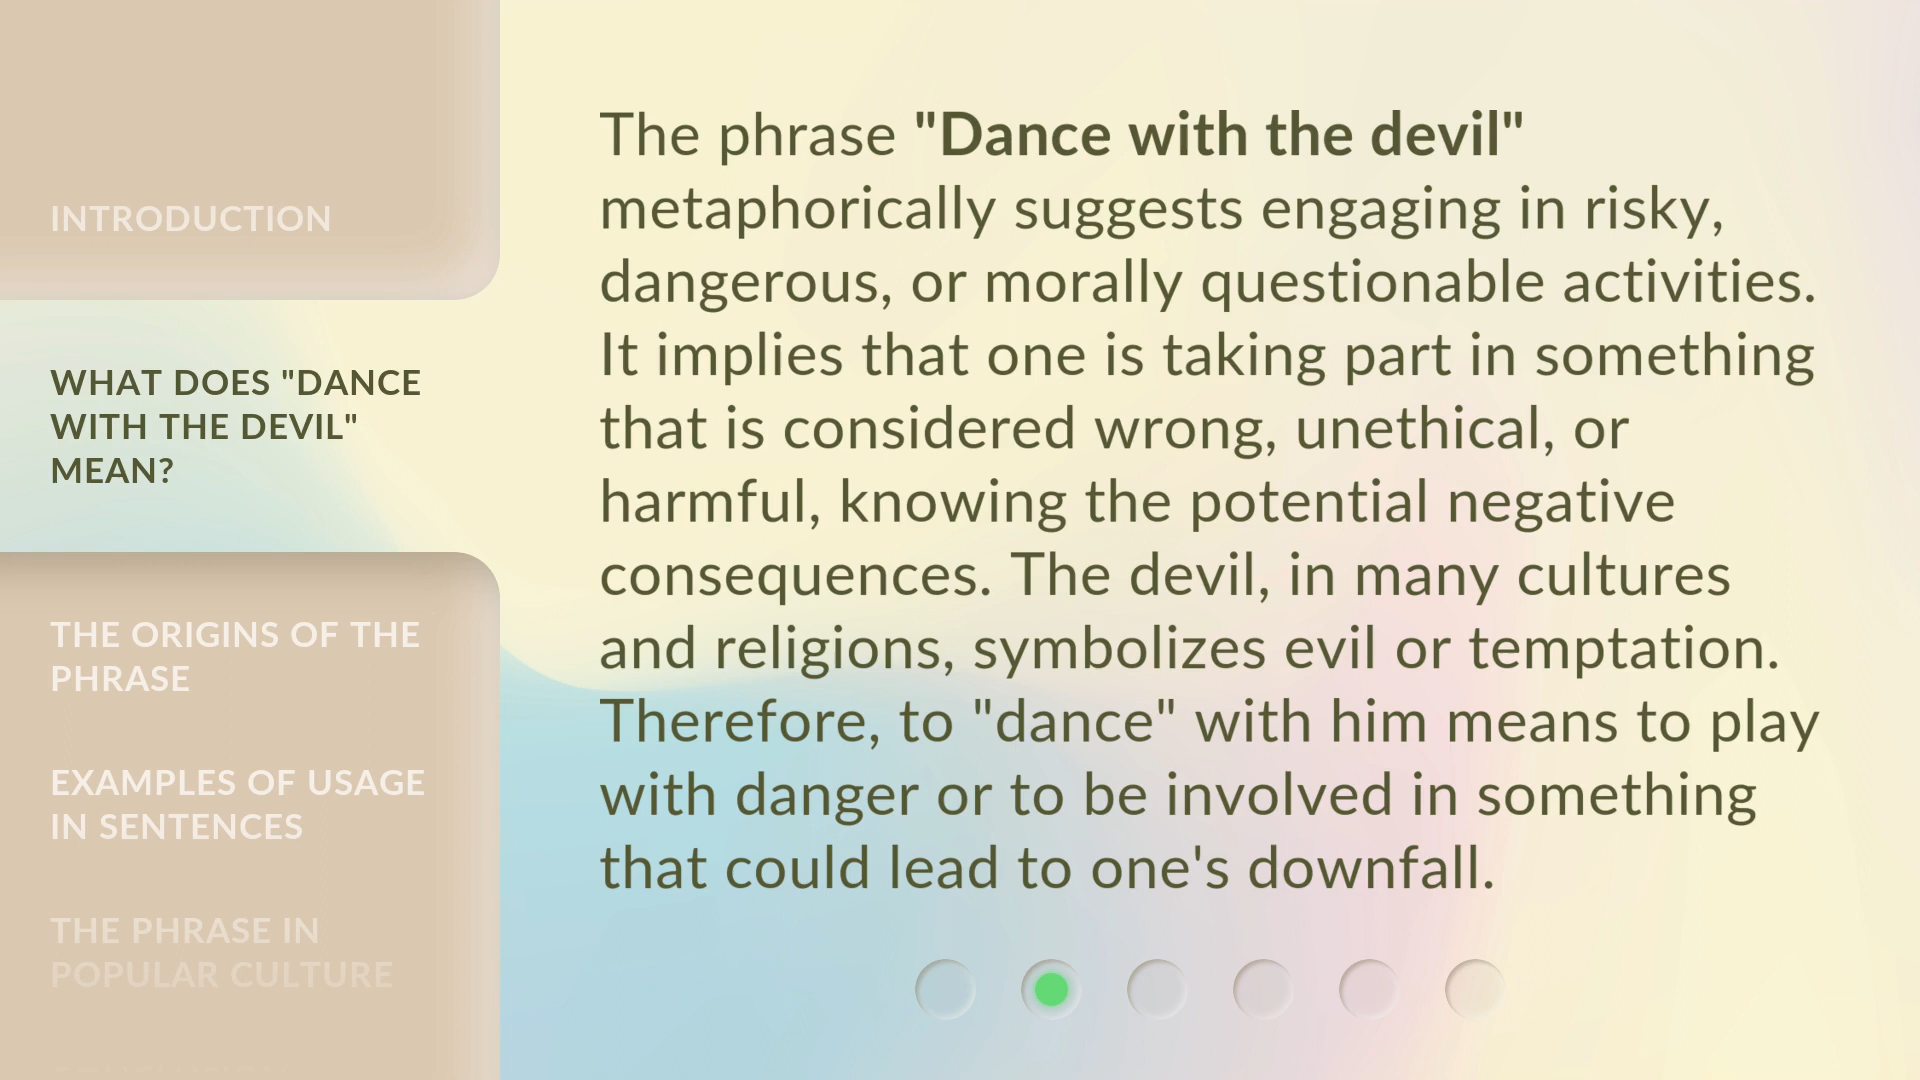 INTRODUCTION
WHAT DOES "DANCE
WITH THE DEVIL"
MEAN?
THE ORIGINS OF THE
PHRASE
EXAMPLES OF USAGE
IN SENTENCES
THE PHRASE IN
POPULAR CULTURE
The phrase "Dance with the devil"
metaphorically suggests engaging in risky,
dangerous, or morally questionable activities.
It implies that one is taking part in something
that is considered wrong, unethical, or
harmful, knowing the potential negative
consequences. The devil, in many cultures
and religions, symbolizes evil or temptation.
Therefore, to "dance" with him means to play
with danger or to be involved in something
that could lead to one's downfall.